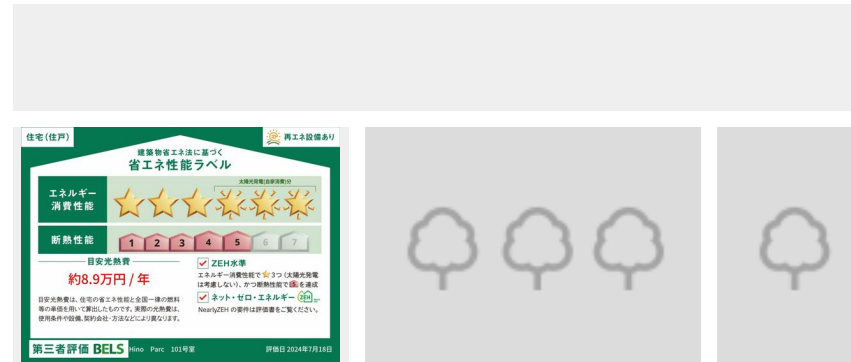 住宅(住戸)
再エネ設備あり
建築物省エネ法に基づく
省エネ性能ラベル
エネルギー
消費性能
太陽光発電(自家消費)分
断熱性能
1 2 3 4 5 6 7
目安光熱費
約8.9万円 / 年
目安光熱費は、住宅の省エネ性能と全国一律の燃料
等の単価を用いて算出したものです。実際の光熱費は、
使用条件や設備、契約会社・方法などにより異なります。
ZEH水準
エネルギー消費性能で★3つ(太陽光発電
は考慮しない)、かつ断熱性能で5を達成
ネット・ゼロ・エネルギー ZEH
NearlyZEH の要件は評価書をご覧ください。
第三者評価 BELS Hino Parc 101号室
評価日 2024年7月18日